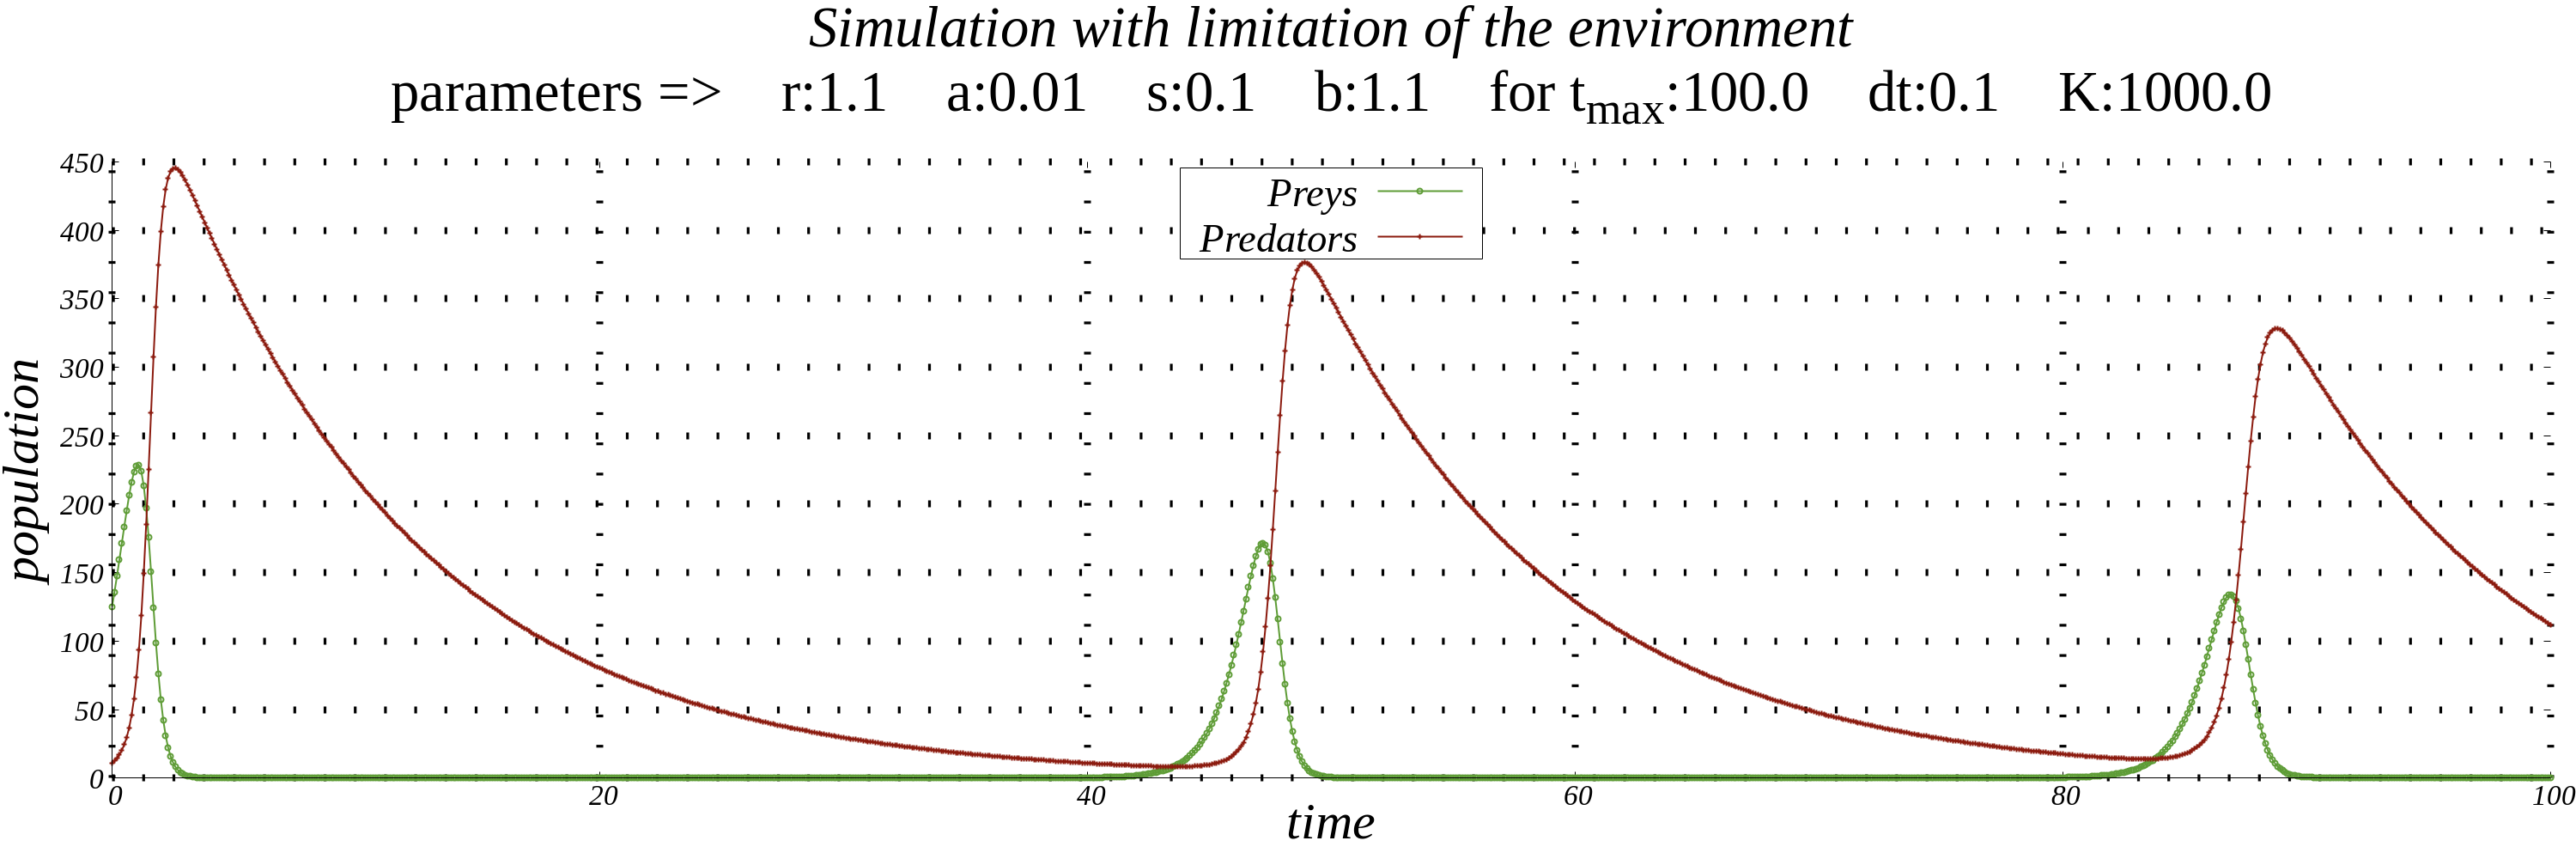 Simulation with limitation of the environment
parameters => r:1.1 a:0.01 s:0.1 b:1.1 for tmax:100.0 dt:0.1 K:1000.0
450
400
350
300
250
200
150
100
50
0
population
Preys
Predators
0 20 40 60 80 100
time